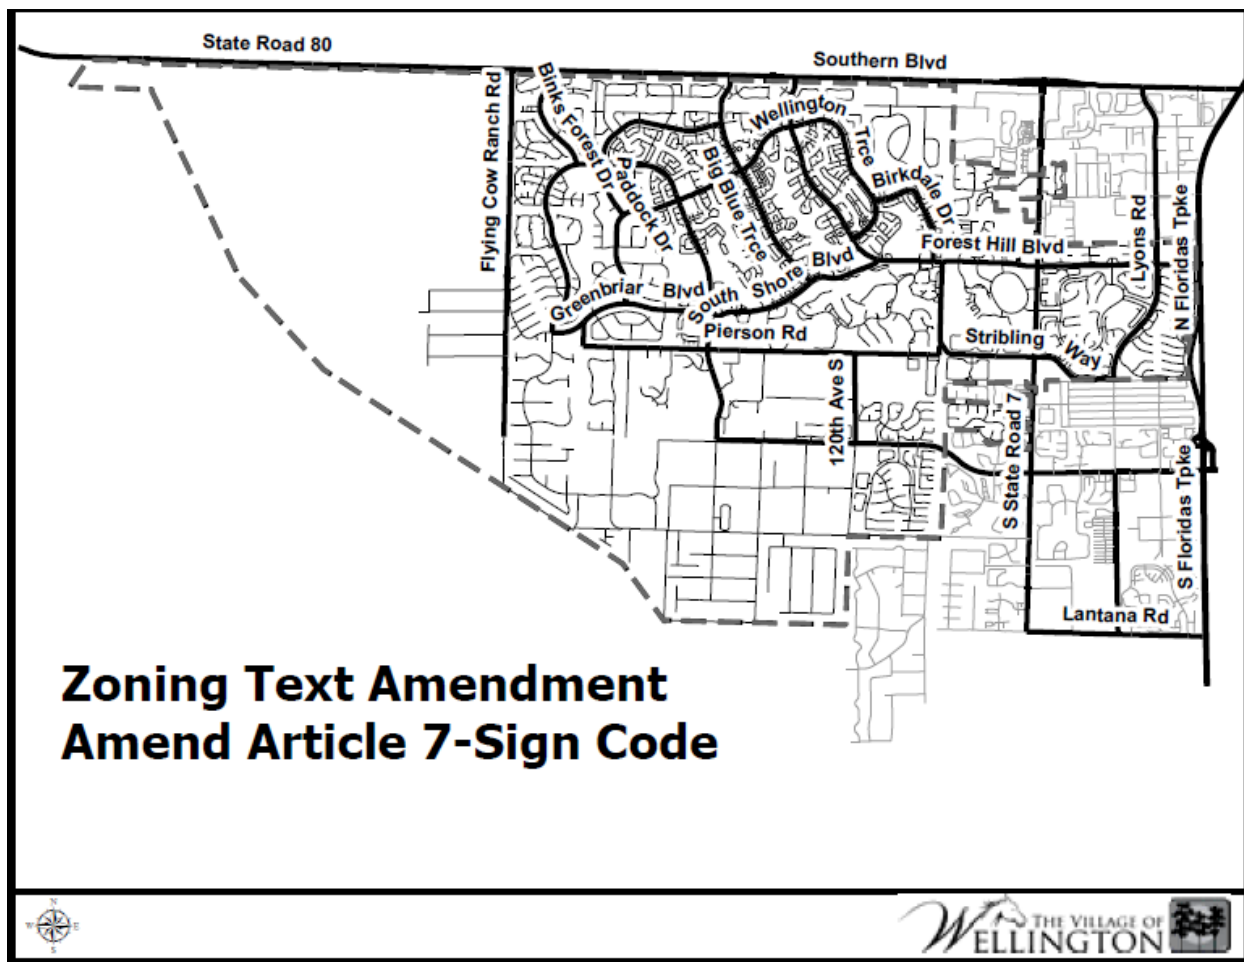 State Road 80
Southern Blvd
Flying Cow Ranch Rd
Binks Forest Dr
Paddock Dr
Big Blue Trce
Wellington Trce
Birkdale Dr
Forest Hill Blvd
Lyons Rd
N Floridas Tpke
Greenbriar Blvd
South Shore Blvd
Pierson Rd
Stribling Way
120th Ave S
S State Road 7
S Floridas Tpke
Lantana Rd
Zoning Text Amendment
Amend Article 7-Sign Code
N
W E
S
THE VILLAGE OF
WELLINGTON